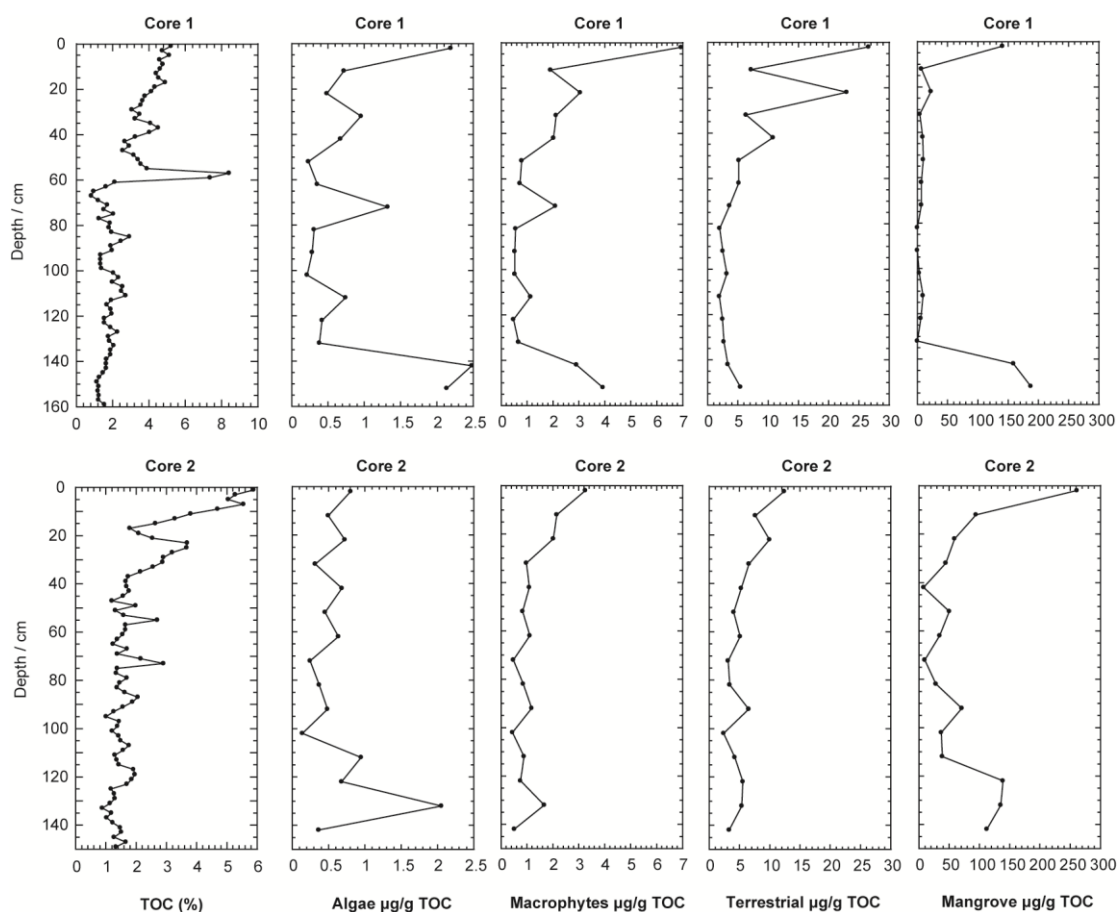 Core 1 Core 1 Core 1 Core 1 Core 1
0
20
40
60
80
100
120
140
160
Depth / cm
0 2 4 6 8 10 0 0.5 1 1.5 2 2.5 0 1 2 3 4 5 6 7 0 5 10 15 20 25 30 0 50 100 150 200 250 300
Core 2 Core 2 Core 2 Core 2 Core 2
0
20
40
60
80
100
120
140
Depth / cm
0 1 2 3 4 5 6 0 0.5 1 1.5 2 2.5 0 1 2 3 4 5 6 7 0 5 10 15 20 25 30 0 50 100 150 200 250 300
TOC (%) Algae µg/g TOC Macrophytes µg/g TOC Terrestrial µg/g TOC Mangrove µg/g TOC